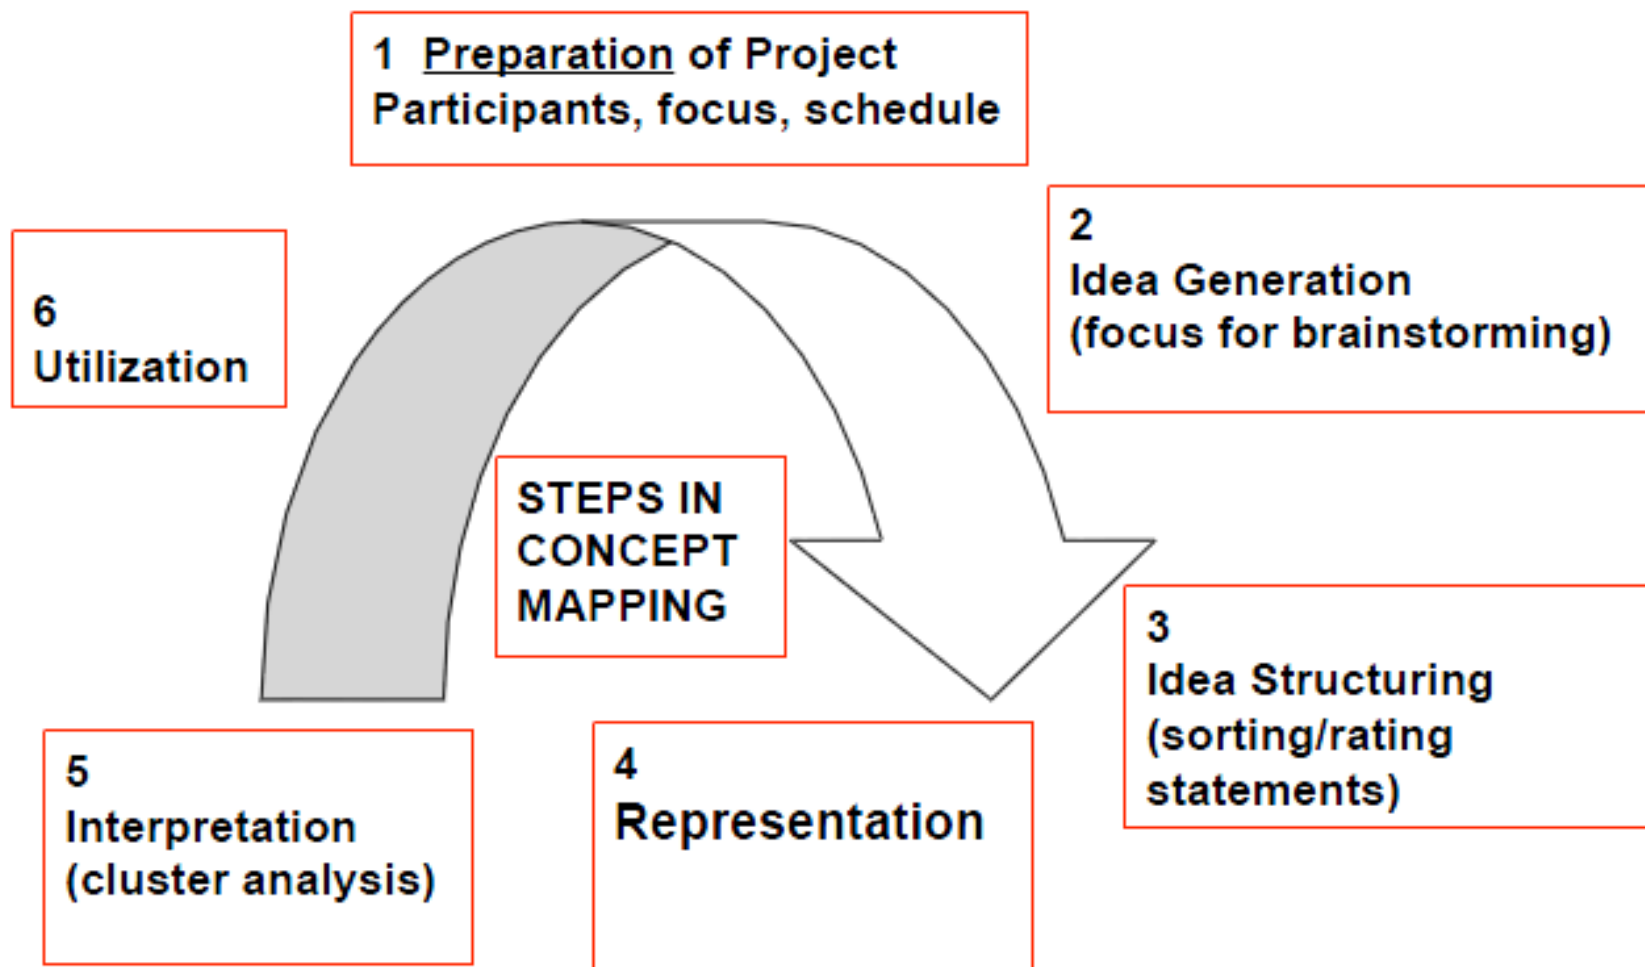 1 Preparation of Project
Participants, focus, schedule
2
Idea Generation
(focus for brainstorming)
3
Idea Structuring
(sorting/rating
statements)
4
Representation
5
Interpretation
(cluster analysis)
6
Utilization
STEPS IN
CONCEPT
MAPPING